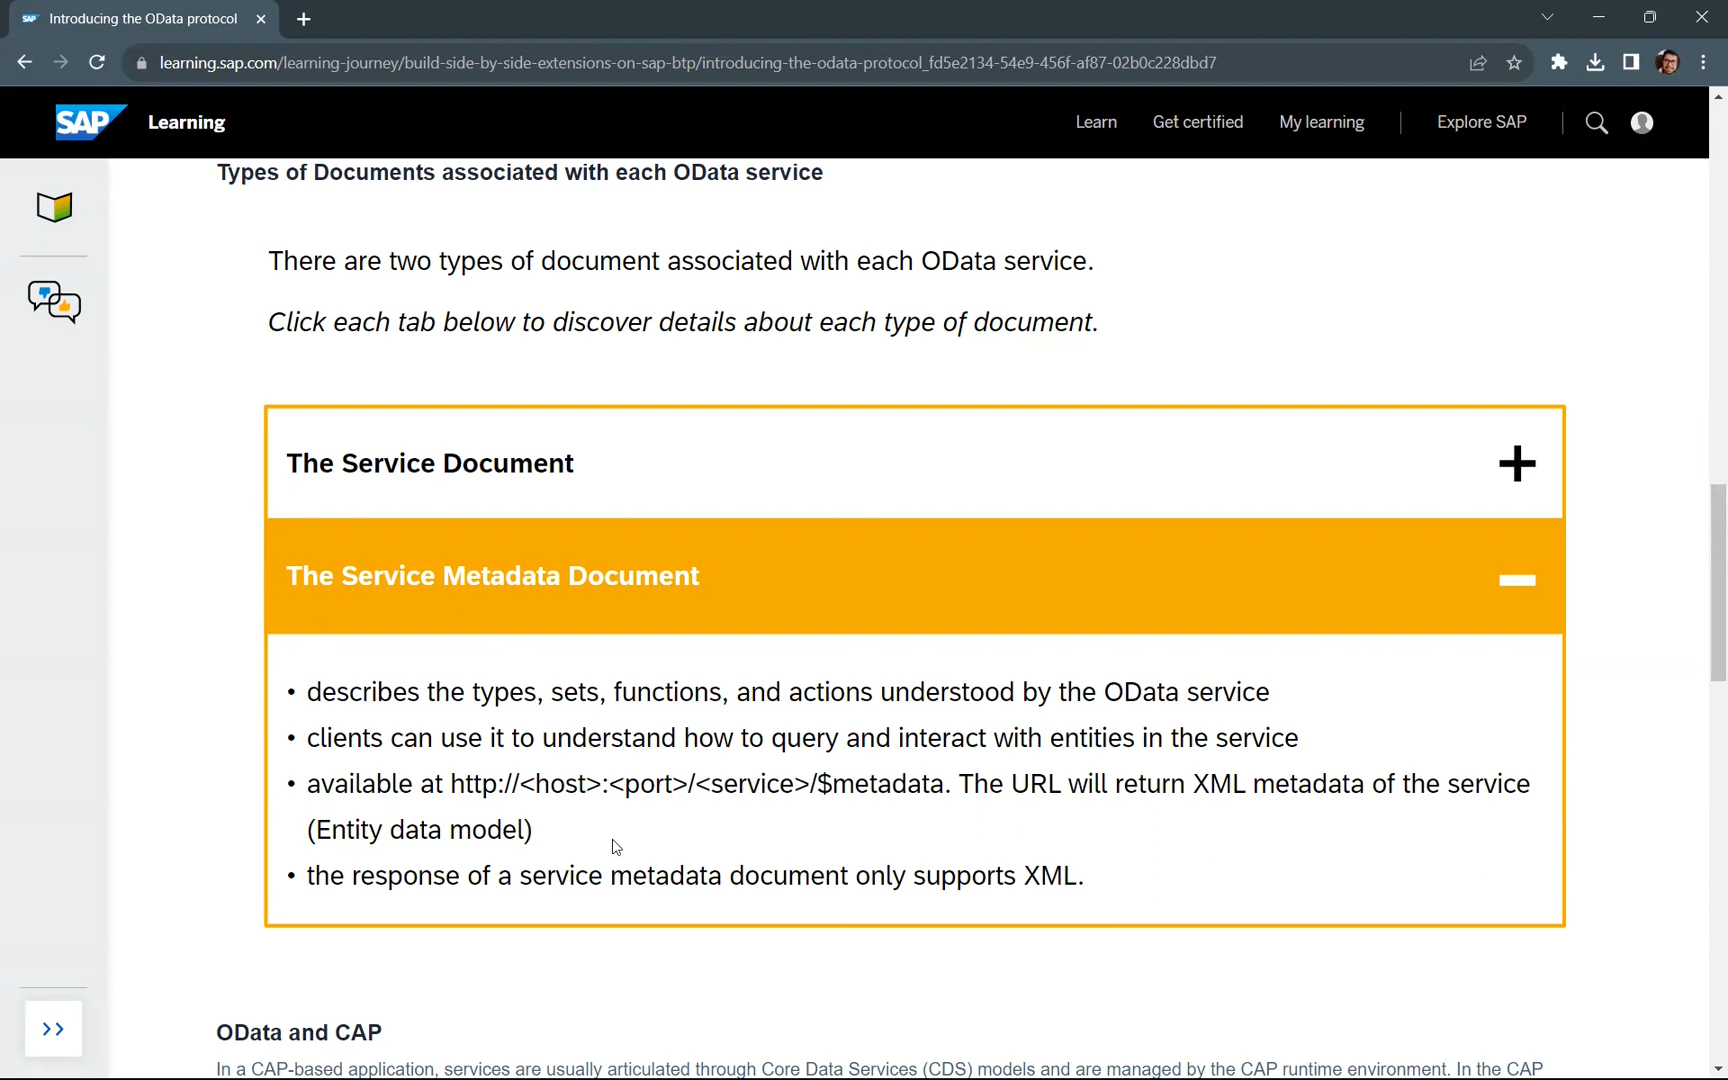 SAP Introducing the OData protocol
learning.sap.com/learning-journey/build-side-by-side-extensions-on-sap-btp/introducing-the-odata-protocol_fd5e2134-54e9-456f-af87-02b0c228dbd7
SAP Learning Learn Get certified My learning Explore SAP
Types of Documents associated with each OData service
There are two types of document associated with each OData service.
Click each tab below to discover details about each type of document.
The Service Document
The Service Metadata Document
• describes the types, sets, functions, and actions understood by the OData service
• clients can use it to understand how to query and interact with entities in the service
• available at http://<host>:<port>/<service>/$metadata. The URL will return XML metadata of the service
(Entity data model)
• the response of a service metadata document only supports XML.
OData and CAP
In a CAP-based application, services are usually articulated through Core Data Services (CDS) models and are managed by the CAP runtime environment. In the CAP